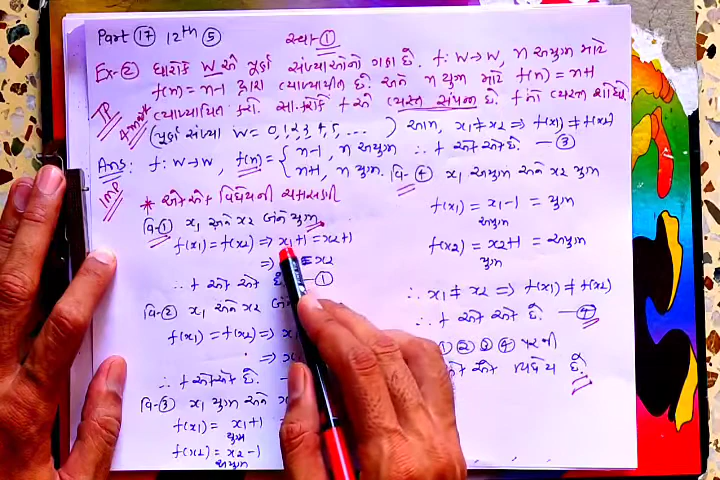 Part 17 12th 5 સ્વા-1
Ex-2 ધારોકે W એ પૂર્ણ સંખ્યાઓનો ગણ છે. f: W→W, n અયુગ્મ માટે
f(n) = n-1 દ્વારા વ્યાખ્યાયિત છે. અને n યુગ્મ માટે f(n) = n+1
વ્યાખ્યાયિત કરો. સા. કરોકે f એ વ્યસ્ત સંપન્ન છે. f નો વ્યસ્ત શોધો
(પૂર્ણ સંખ્યા W = 0,1,2,3,4,5,...)
Ans: f: W→W, f(n) = { n-1, n અયુગ્મ
n+1, n યુગ્મ.
Imp
* એક-એક વિધેયની ચકાસણી
વિ-1 x1 અને x2 બંને યુગ્મ
f(x1) = f(x2) ⇒ x1+1 = x2+1
⇒ = x2
∴ f એક એક છે. -1
વિ-2 x1 અને x2 બંને
f(x1) = f(x2) ⇒
⇒
∴ f એક એક છે.
વિ-3 x1 યુગ્મ અને
f(x1) = x1+1
યુગ્મ
f(x2) = x2-1
અયુગ્મ
આમ, x1≠x2 ⇒ f(x1)≠f(x2)
∴ f એક એક છે. -3
વિ-4 x1 અયુગ્મ અને x2 યુગ્મ
f(x1) = x1-1 = યુગ્મ
અયુગ્મ
f(x2) = x2+1 = અયુગ્મ
યુગ્મ
∴ x1≠x2 ⇒ f(x1)≠f(x2)
∴ f એક એક છે. -4
1 2 3 4 પરથી
એક એક વિધેય છે.